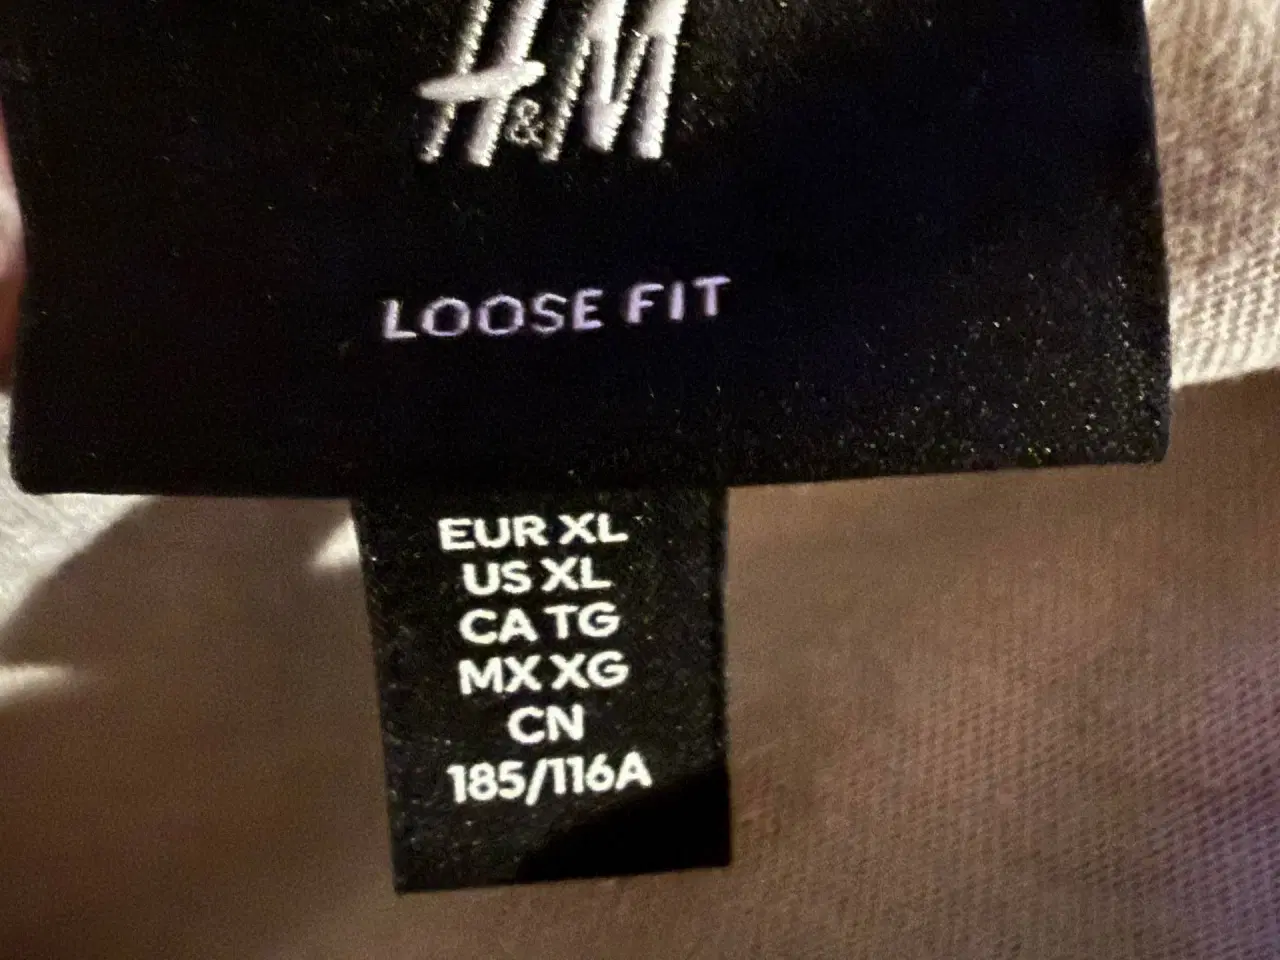 H&M
LOOSE FIT
EUR XL
US XL
CA TG
MX XG
CN
185/116A